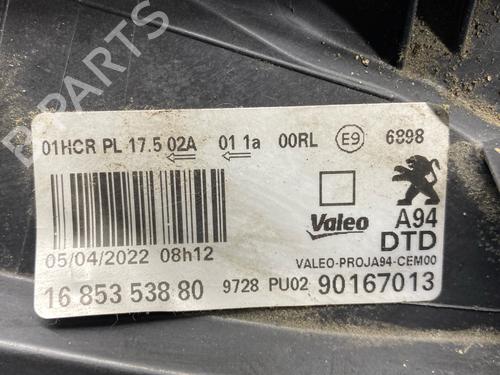 PARTS
01HCR PL 17.5 02A 01 1a 00RL E9 6898
Valeo A94
DTD
05/04/2022 08h12 VALEO-PROJA94-CEM00
16 853 538 80 9728 PU02 90167013